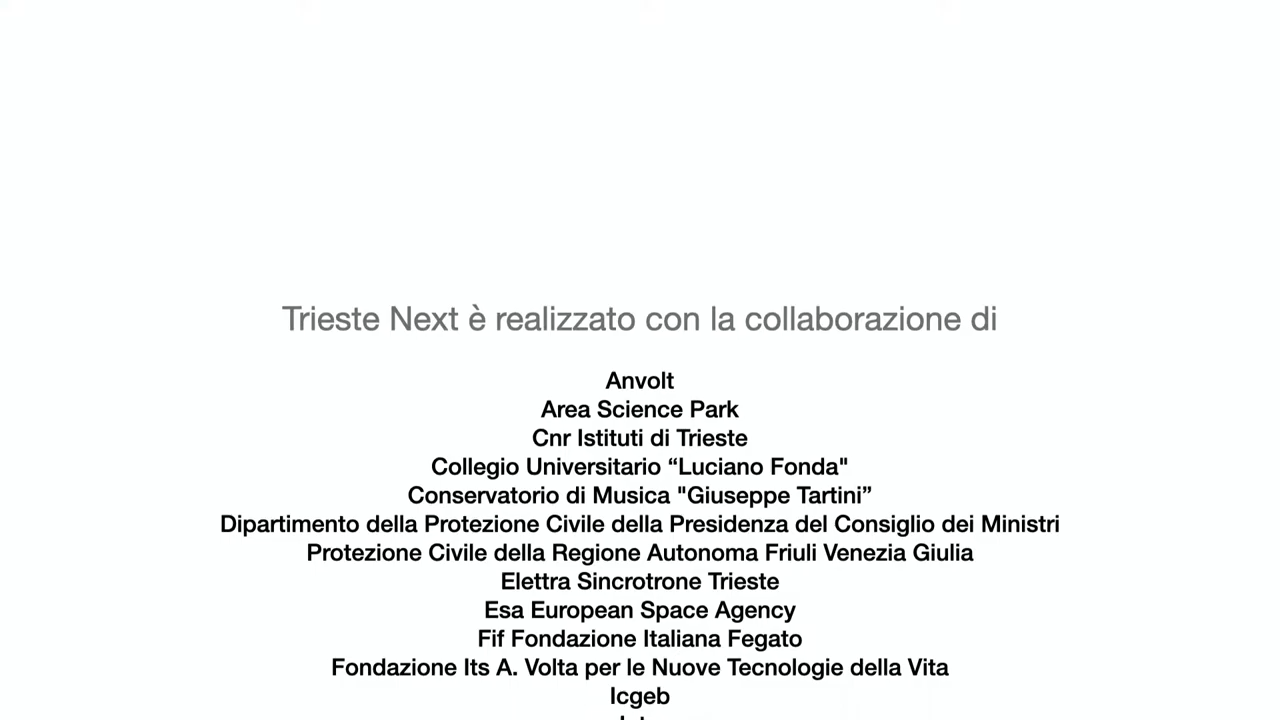 Trieste Next è realizzato con la collaborazione di
Anvolt
Area Science Park
Cnr Istituti di Trieste
Collegio Universitario “Luciano Fonda"
Conservatorio di Musica "Giuseppe Tartini”
Dipartimento della Protezione Civile della Presidenza del Consiglio dei Ministri
Protezione Civile della Regione Autonoma Friuli Venezia Giulia
Elettra Sincrotrone Trieste
Esa European Space Agency
Fif Fondazione Italiana Fegato
Fondazione Its A. Volta per le Nuove Tecnologie della Vita
Icgeb